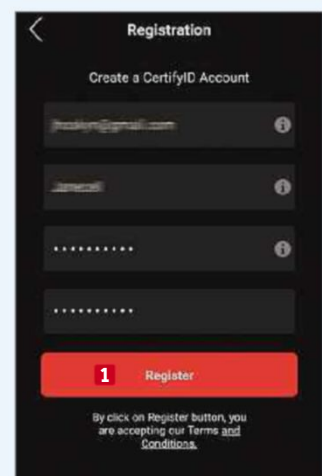 Registration
Create a CertifyID Account
••••••••••
••••••••••
1 Register
By click on Register button, you
are accepting our Terms and
Conditions.